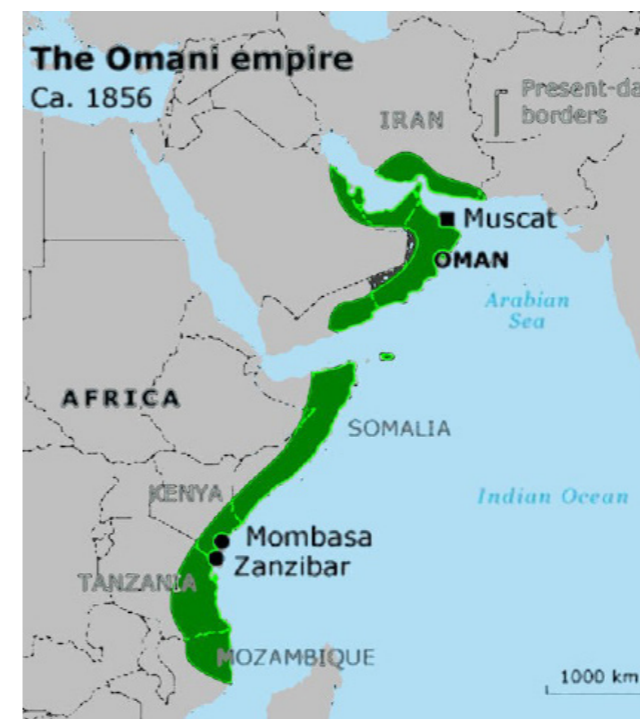 The Omani empire
Ca. 1856
Present-da
borders
IRAN
Muscat
OMAN
Arabian
Sea
AFRICA
SOMALIA
KENYA
Indian Ocean
Mombasa
Zanzibar
TANZANIA
MOZAMBIQUE
1000 km